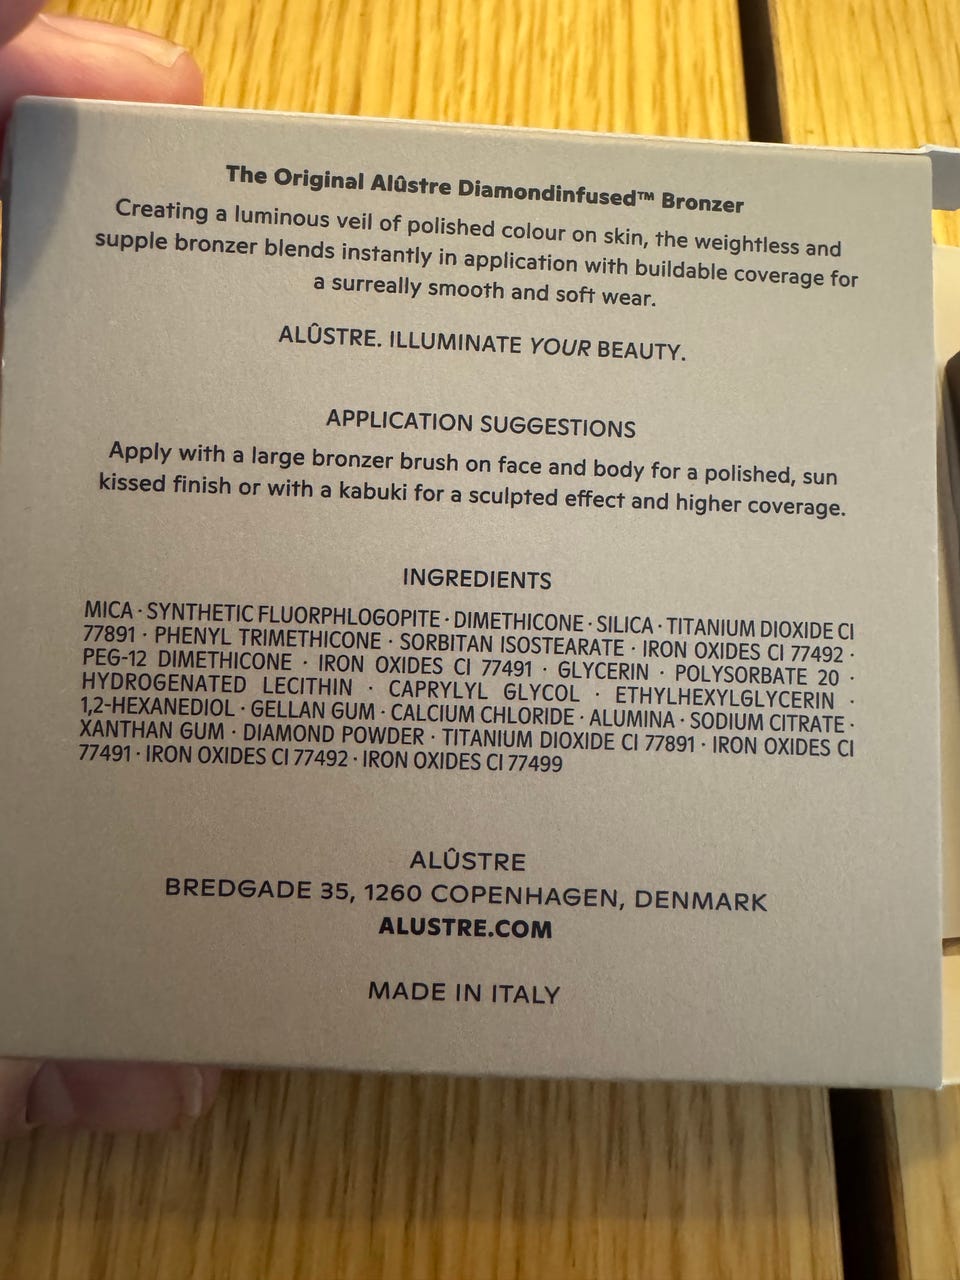 The Original Alûstre Diamondinfused™ Bronzer
Creating a luminous veil of polished colour on skin, the weightless and
supple bronzer blends instantly in application with buildable coverage for
a surreally smooth and soft wear.
ALÛSTRE. ILLUMINATE YOUR BEAUTY.
APPLICATION SUGGESTIONS
Apply with a large bronzer brush on face and body for a polished, sun
kissed finish or with a kabuki for a sculpted effect and higher coverage.
INGREDIENTS
MICA · SYNTHETIC FLUORPHLOGOPITE · DIMETHICONE · SILICA · TITANIUM DIOXIDE CI
77891 · PHENYL TRIMETHICONE · SORBITAN ISOSTEARATE · IRON OXIDES CI 77492 ·
PEG-12 DIMETHICONE · IRON OXIDES CI 77491 · GLYCERIN · POLYSORBATE 20 ·
HYDROGENATED LECITHIN · CAPRYLYL GLYCOL · ETHYLHEXYLGLYCERIN ·
1,2-HEXANEDIOL · GELLAN GUM · CALCIUM CHLORIDE · ALUMINA · SODIUM CITRATE ·
XANTHAN GUM · DIAMOND POWDER · TITANIUM DIOXIDE CI 77891 · IRON OXIDES CI
77491 · IRON OXIDES CI 77492 · IRON OXIDES CI 77499
ALÛSTRE
BREDGADE 35, 1260 COPENHAGEN, DENMARK
ALUSTRE.COM
MADE IN ITALY